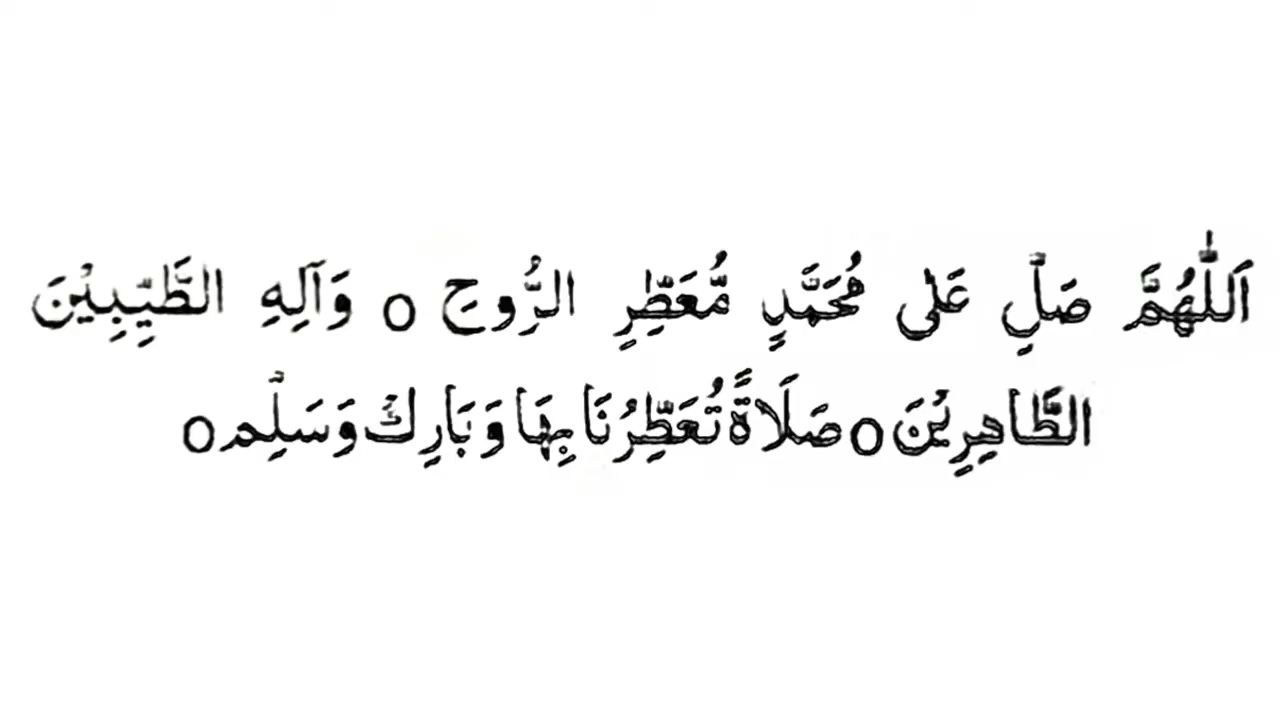 اَللّٰهُمَّ صَلِّ عَلٰى مُحَمَّدٍ مُّعَطِّرِ الرُّوحِ ○ وَآلِهِ الطَّيِّبِيْنَ
الطَّاهِرِيْنَ ○ صَلَاةً تُعَطِّرُنَا بِهَا وَبَارِكْ وَسَلِّم ○